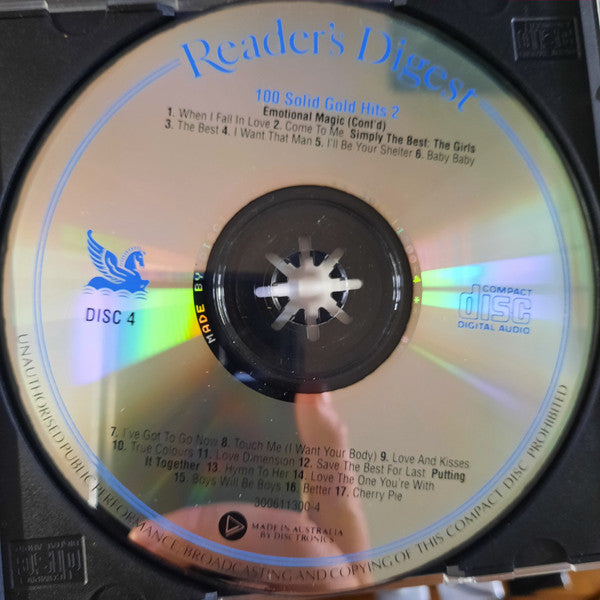 Reader's Digest
100 Solid Gold Hits 2
Emotional Magic (Cont'd)
1. When I Fall In Love 2. Come To Me Simply The Best: The Girls
3. The Best 4. I Want That Man 5. I'll Be Your Shelter 6. Baby Baby
DISC 4
MADE BY
COMPACT
disc
DIGITAL AUDIO
7. I've Got To Go Now 8. Touch Me (I Want Your Body) 9. Love And Kisses
10. True Colours 11. Love Dimension 12. Save The Best For Last Putting
It Together 13. Hymn To Her 14. Love The One You're With
15. Boys Will Be Boys 16. Better 17. Cherry Pie
300611300-4
MADE IN AUSTRALIA
BY DISCTRONICS
UNAUTHORISED PUBLIC PERFORMANCE BROADCASTING AND COPYING OF THIS COMPACT DISC PROHIBITED